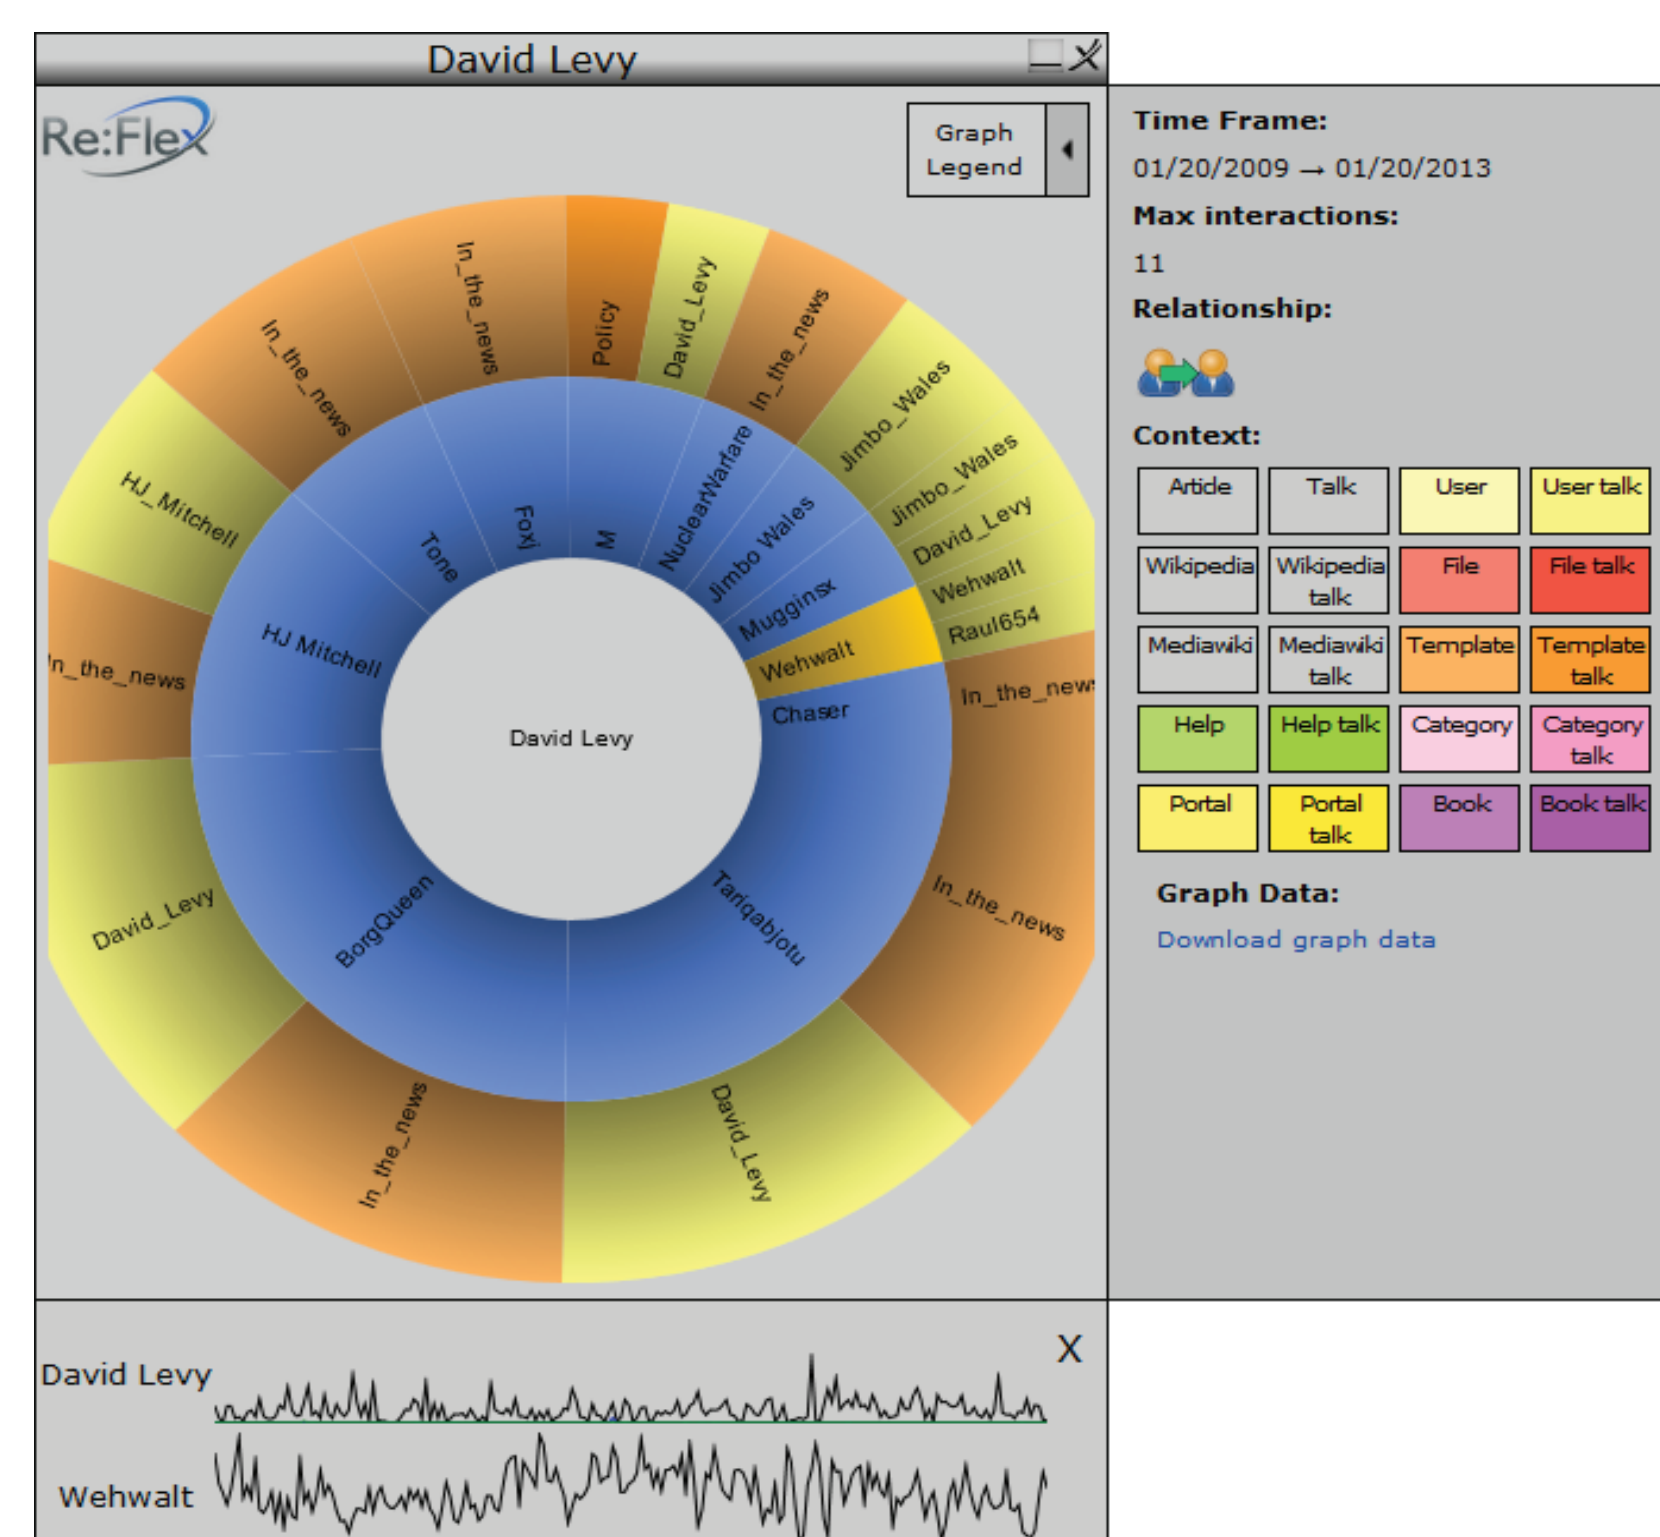 David Levy
Re:Flex
Graph
Legend
In_the_news
Policy
David_Levy
In_the_news
Jimbo_Wales
Jimbo_Wales
David_Levy
Wehwalt
Raul654
In_the_news
In_the_news
David_Levy
In_the_news
David_Levy
In_the_news
HJ_Mitchell
In_the_news
Foxj
M
NuclearWarfare
Jimbo Wales
Mugginsx
Wehwalt
Chaser
Tariqabjotu
BorgQueen
HJ Mitchell
Tone
David Levy
Time Frame:
01/20/2009 → 01/20/2013
Max interactions:
11
Relationship:
Context:
Article
Talk
User
User talk
Wikipedia
Wikipedia
talk
File
File talk
Mediawiki
Mediawiki
talk
Template
Template
talk
Help
Help talk
Category
Category
talk
Portal
Portal
talk
Book
Book talk
Graph Data:
Download graph data
X
David Levy
Wehwalt